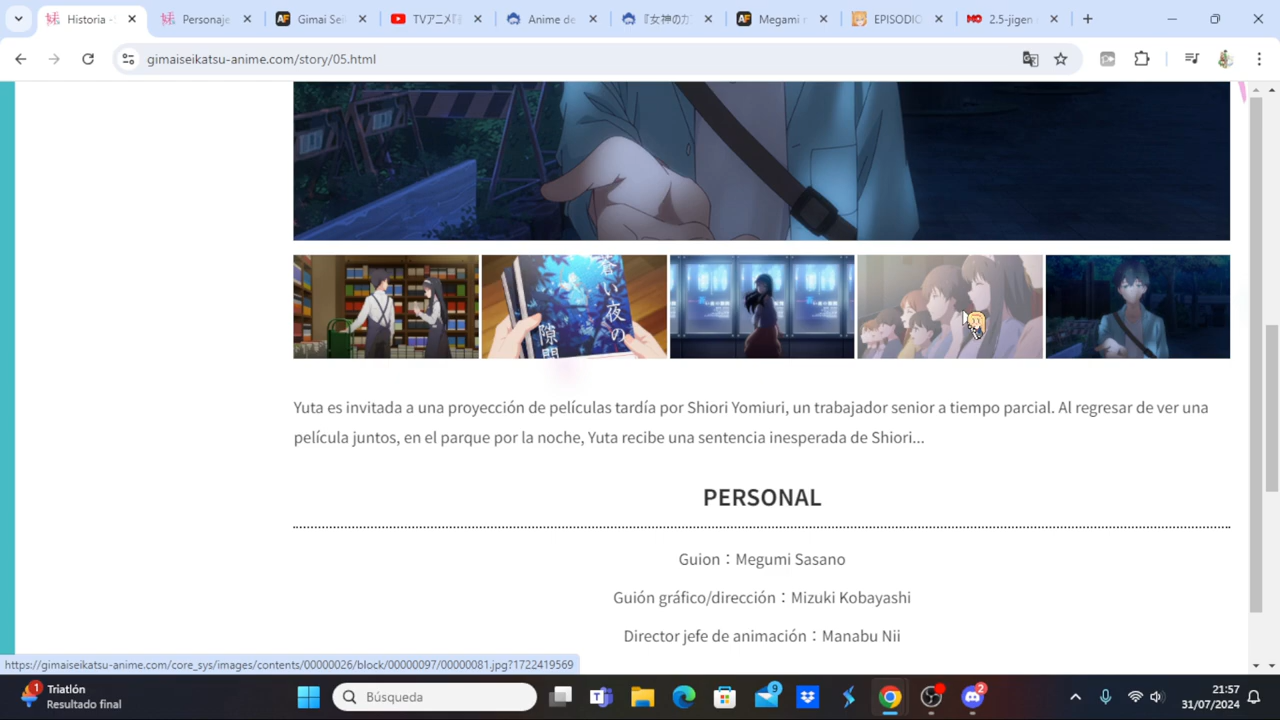 Historia -
Personaje
Gimai Sei
TVアニメ『
Anime de
『女神のカ
Megami n
EPISODIO
2.5-jigen
gimaiseikatsu-anime.com/story/05.html
蒼い夜の
隙間
Yuta es invitada a una proyección de películas tardía por Shiori Yomiuri, un trabajador senior a tiempo parcial. Al regresar de ver una
película juntos, en el parque por la noche, Yuta recibe una sentencia inesperada de Shiori...
PERSONAL
Guion：Megumi Sasano
Guión gráfico/dirección：Mizuki Kobayashi
Director jefe de animación：Manabu Nii
https://gimaiseikatsu-anime.com/core_sys/images/contents/00000026/block/00000097/00000081.jpg?1722419569
1
Triatlón
Resultado final
Búsqueda
9
2
21:57
31/07/2024